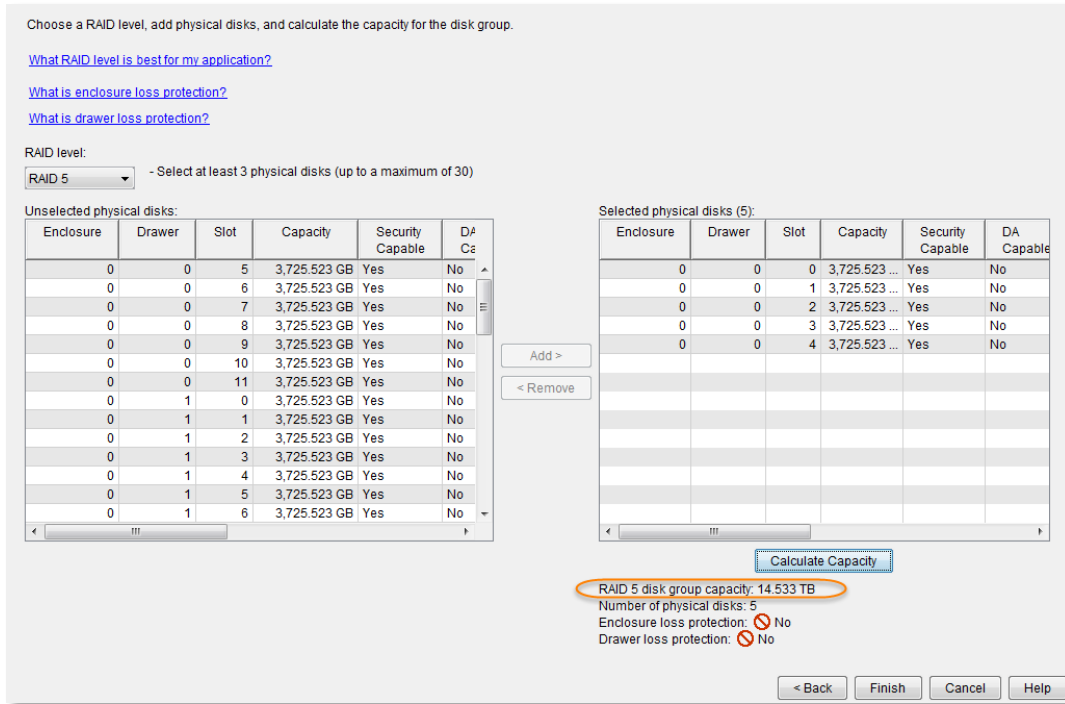 Choose a RAID level, add physical disks, and calculate the capacity for the disk group.
What RAID level is best for my application?
What is enclosure loss protection?
What is drawer loss protection?
RAID level:
RAID 5 - Select at least 3 physical disks (up to a maximum of 30)
Unselected physical disks:
Enclosure Drawer Slot Capacity Security Capable DA Ca
0 0 5 3,725.523 GB Yes No
0 0 6 3,725.523 GB Yes No
0 0 7 3,725.523 GB Yes No
0 0 8 3,725.523 GB Yes No
0 0 9 3,725.523 GB Yes No
0 0 10 3,725.523 GB Yes No
0 0 11 3,725.523 GB Yes No
0 1 0 3,725.523 GB Yes No
0 1 1 3,725.523 GB Yes No
0 1 2 3,725.523 GB Yes No
0 1 3 3,725.523 GB Yes No
0 1 4 3,725.523 GB Yes No
0 1 5 3,725.523 GB Yes No
0 1 6 3,725.523 GB Yes No
Add >
< Remove
Selected physical disks (5):
Enclosure Drawer Slot Capacity Security Capable DA Capable
0 0 0 3,725.523 ... Yes No
0 0 1 3,725.523 ... Yes No
0 0 2 3,725.523 ... Yes No
0 0 3 3,725.523 ... Yes No
0 0 4 3,725.523 ... Yes No
Calculate Capacity
RAID 5 disk group capacity: 14.533 TB
Number of physical disks: 5
Enclosure loss protection: No
Drawer loss protection: No
< Back Finish Cancel Help